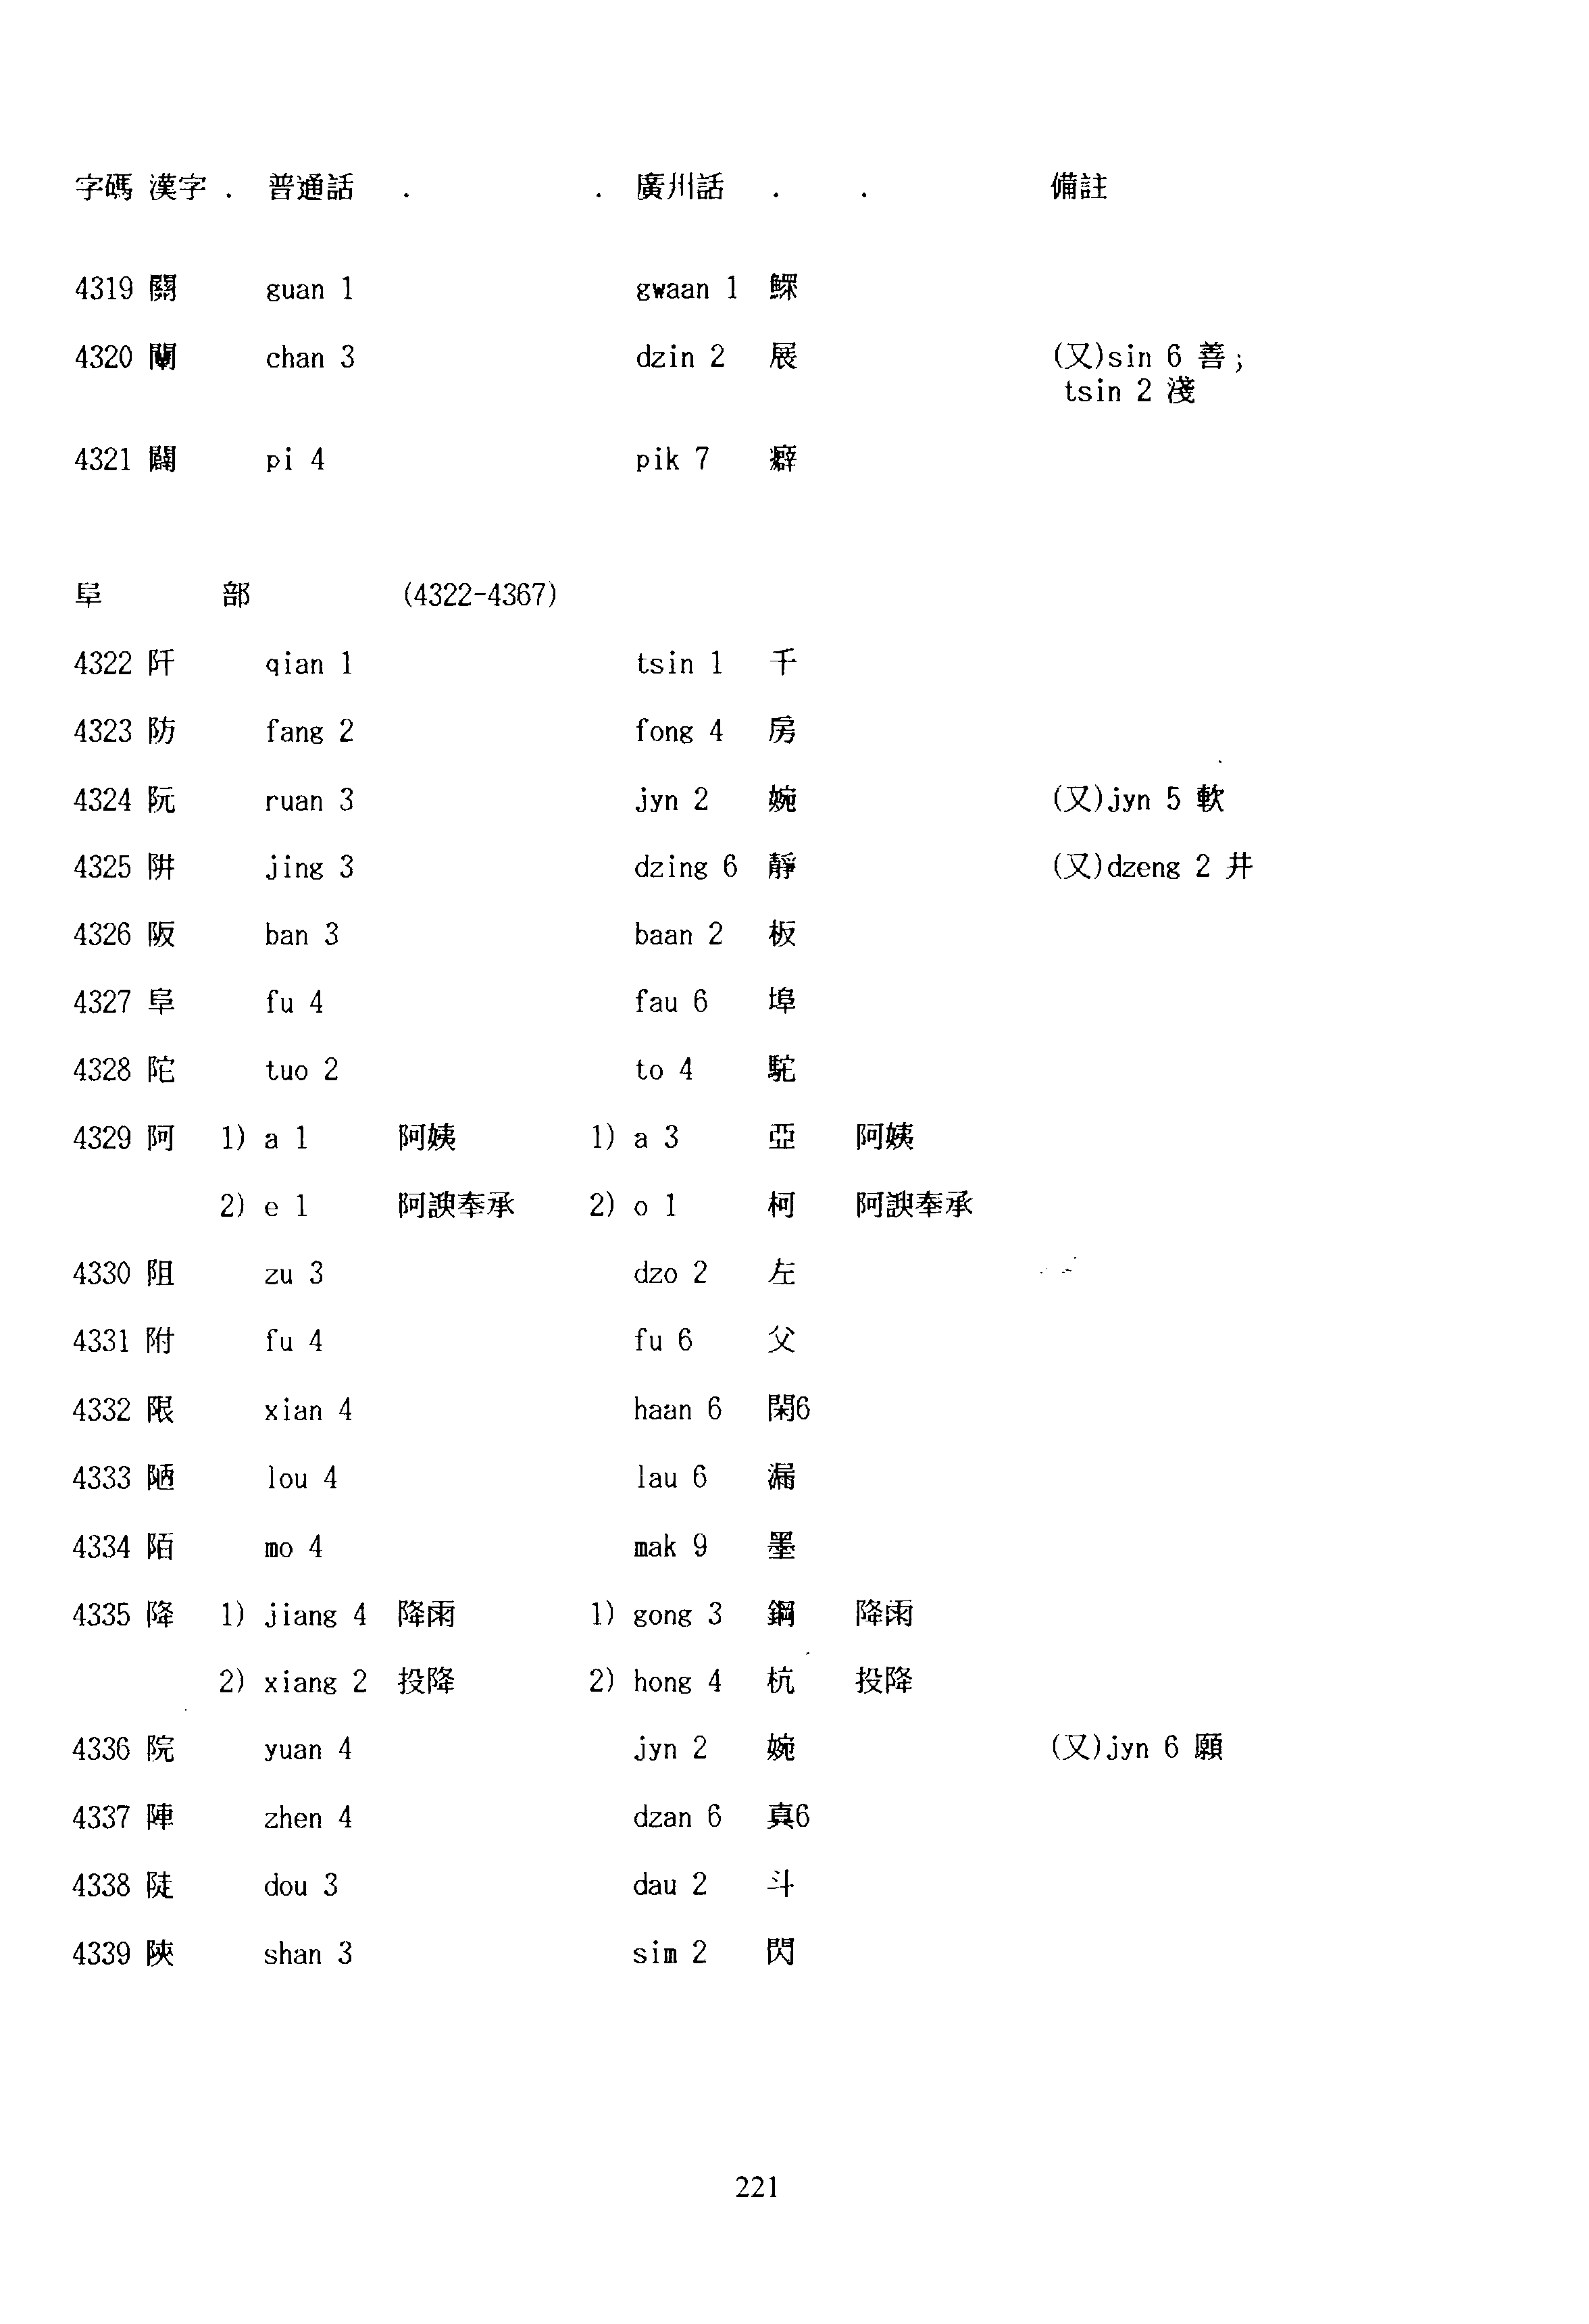 字碼 漢字 . 普通話 . . 廣州話 . . 備註
4319 關 guan 1 gwaan 1 鰥
4320 闡 chan 3 dzin 2 展 (又)sin 6 善;
tsin 2 淺
4321 闢 pi 4 pik 7 癖
阜 部 (4322-4367)
4322 阡 qian 1 tsin 1 千
4323 防 fang 2 fong 4 房
4324 阮 ruan 3 jyn 2 婉 (又)jyn 5 軟
4325 阱 jing 3 dzing 6 靜 (又)dzeng 2 井
4326 阪 ban 3 baan 2 板
4327 阜 fu 4 fau 6 埠
4328 陀 tuo 2 to 4 駝
4329 阿 1) a 1 阿姨 1) a 3 亞 阿姨
2) e 1 阿諛奉承 2) o 1 柯 阿諛奉承
4330 阻 zu 3 dzo 2 左
4331 附 fu 4 fu 6 父
4332 限 xian 4 haan 6 閑6
4333 陋 lou 4 lau 6 漏
4334 陌 mo 4 mak 9 墨
4335 降 1) jiang 4 降雨 1) gong 3 鋼 降雨
2) xiang 2 投降 2) hong 4 杭 投降
4336 院 yuan 4 jyn 2 婉 (又)jyn 6 願
4337 陣 zhen 4 dzan 6 真6
4338 陡 dou 3 dau 2 斗
4339 陝 shan 3 sim 2 閃
221